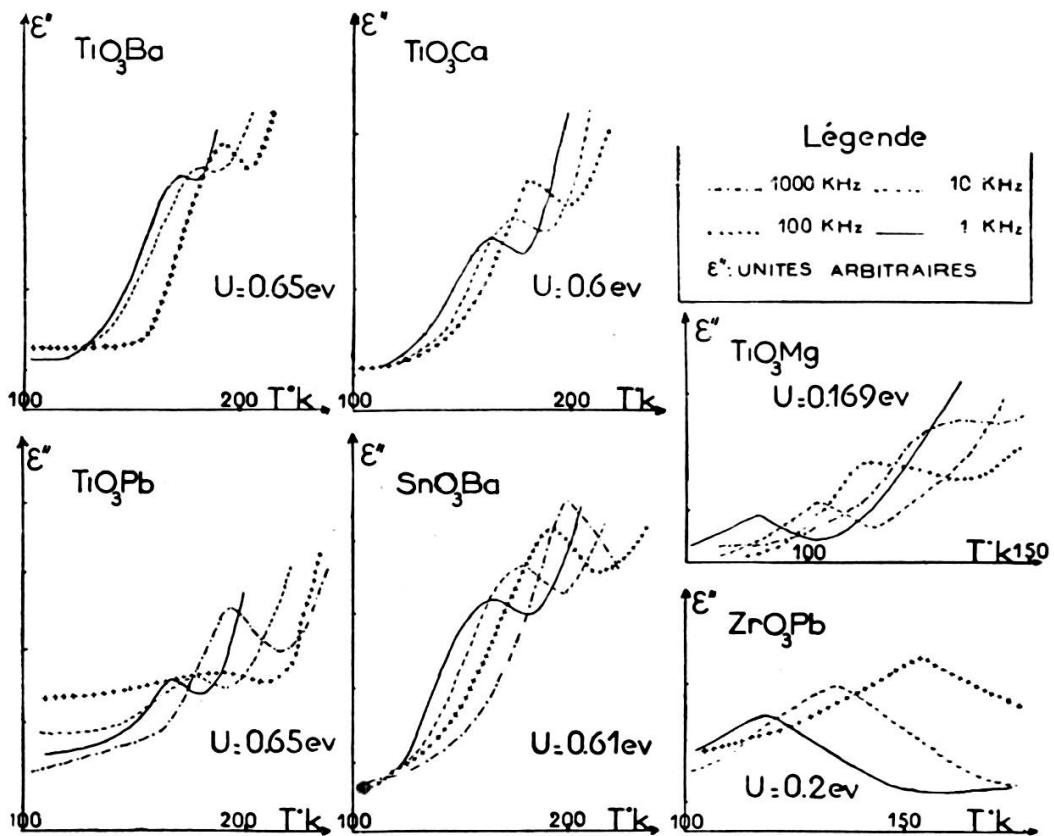 ε"
TiO3Ba
U=0.65ev
100
200
T°k
ε"
TiO3Ca
U=0.6ev
100
200
T°k
Légende
1000 KHz
10 KHz
100 KHz
1 KHz
ε": UNITES ARBITRAIRES
ε"
TiO3Mg
U=0.169ev
100
T°k 150
ε"
TiO3Pb
U=0.65ev
100
200
T°k
ε"
SnO3Ba
U=0.61ev
100
200
T°k
ε"
ZrO3Pb
U=0.2ev
100
150
T°k